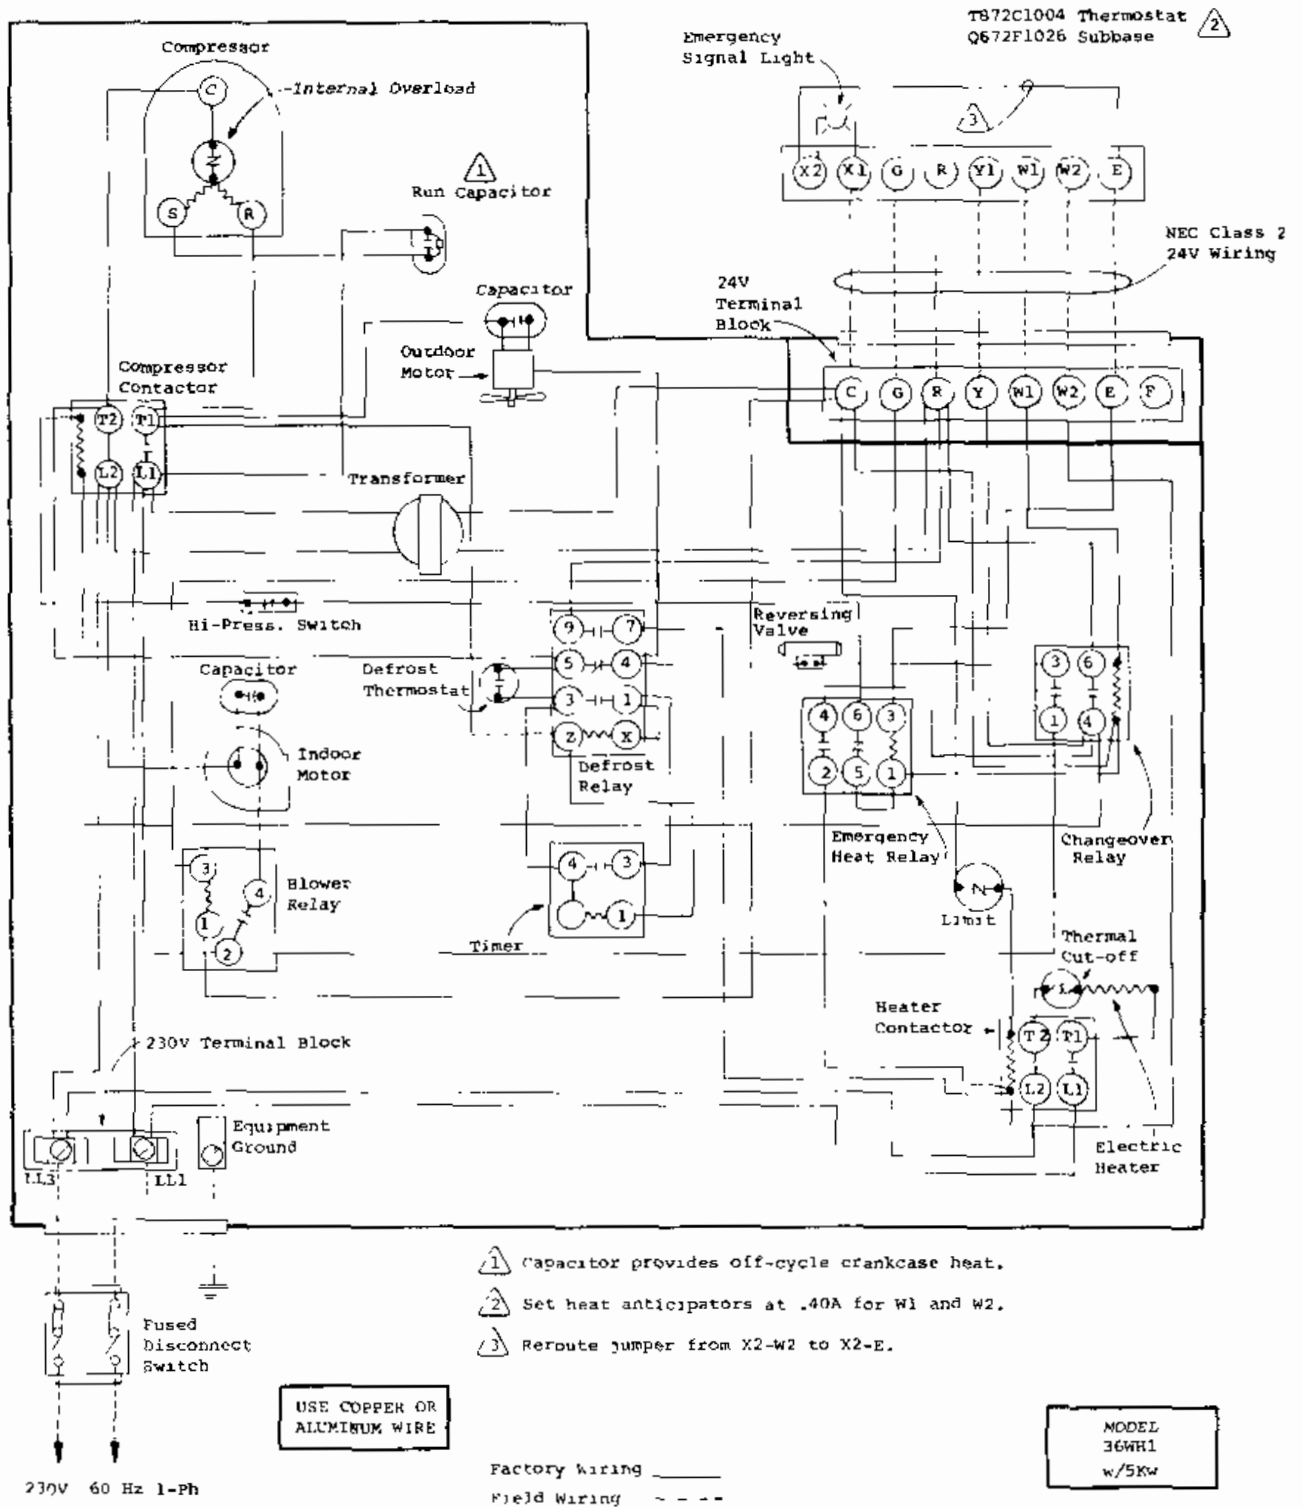 T872C1004 Thermostat
Q672F1026 Subbase
2
Emergency
Signal Light
Compressor
C
Internal Overload
S
R
1
Run Capacitor
3
X2 X1 G R Y1 W1 W2 E
NEC Class 2
24V Wiring
24V
Terminal
Block
Capacitor
Outdoor
Motor
Compressor
Contactor
C G R Y W1 W2 E F
T2 T1
L2 L1
Transformer
Hi-Press. Switch
Reversing
Valve
9 7
5 4
3 1
2 X
Defrost
Relay
Defrost
Thermostat
Capacitor
Indoor
Motor
4 6 3
2 5 1
Emergency
Heat Relay
3 6
1 4
Changeover
Relay
3
4
1
2
Blower
Relay
4 3
1
Timer
Limit
Thermal
Cut-off
Heater
Contactor
T2 T1
L2 L1
Electric
Heater
230V Terminal Block
Equipment
Ground
LL3
LL1
1 Capacitor provides off-cycle crankcase heat.
2 Set heat anticipators at .40A for W1 and W2.
3 Reroute jumper from X2-W2 to X2-E.
Fused
Disconnect
Switch
USE COPPER OR
ALUMINUM WIRE
MODEL
36WH1
w/5Kw
230V 60 Hz 1-Ph
Factory Wiring
Field Wiring